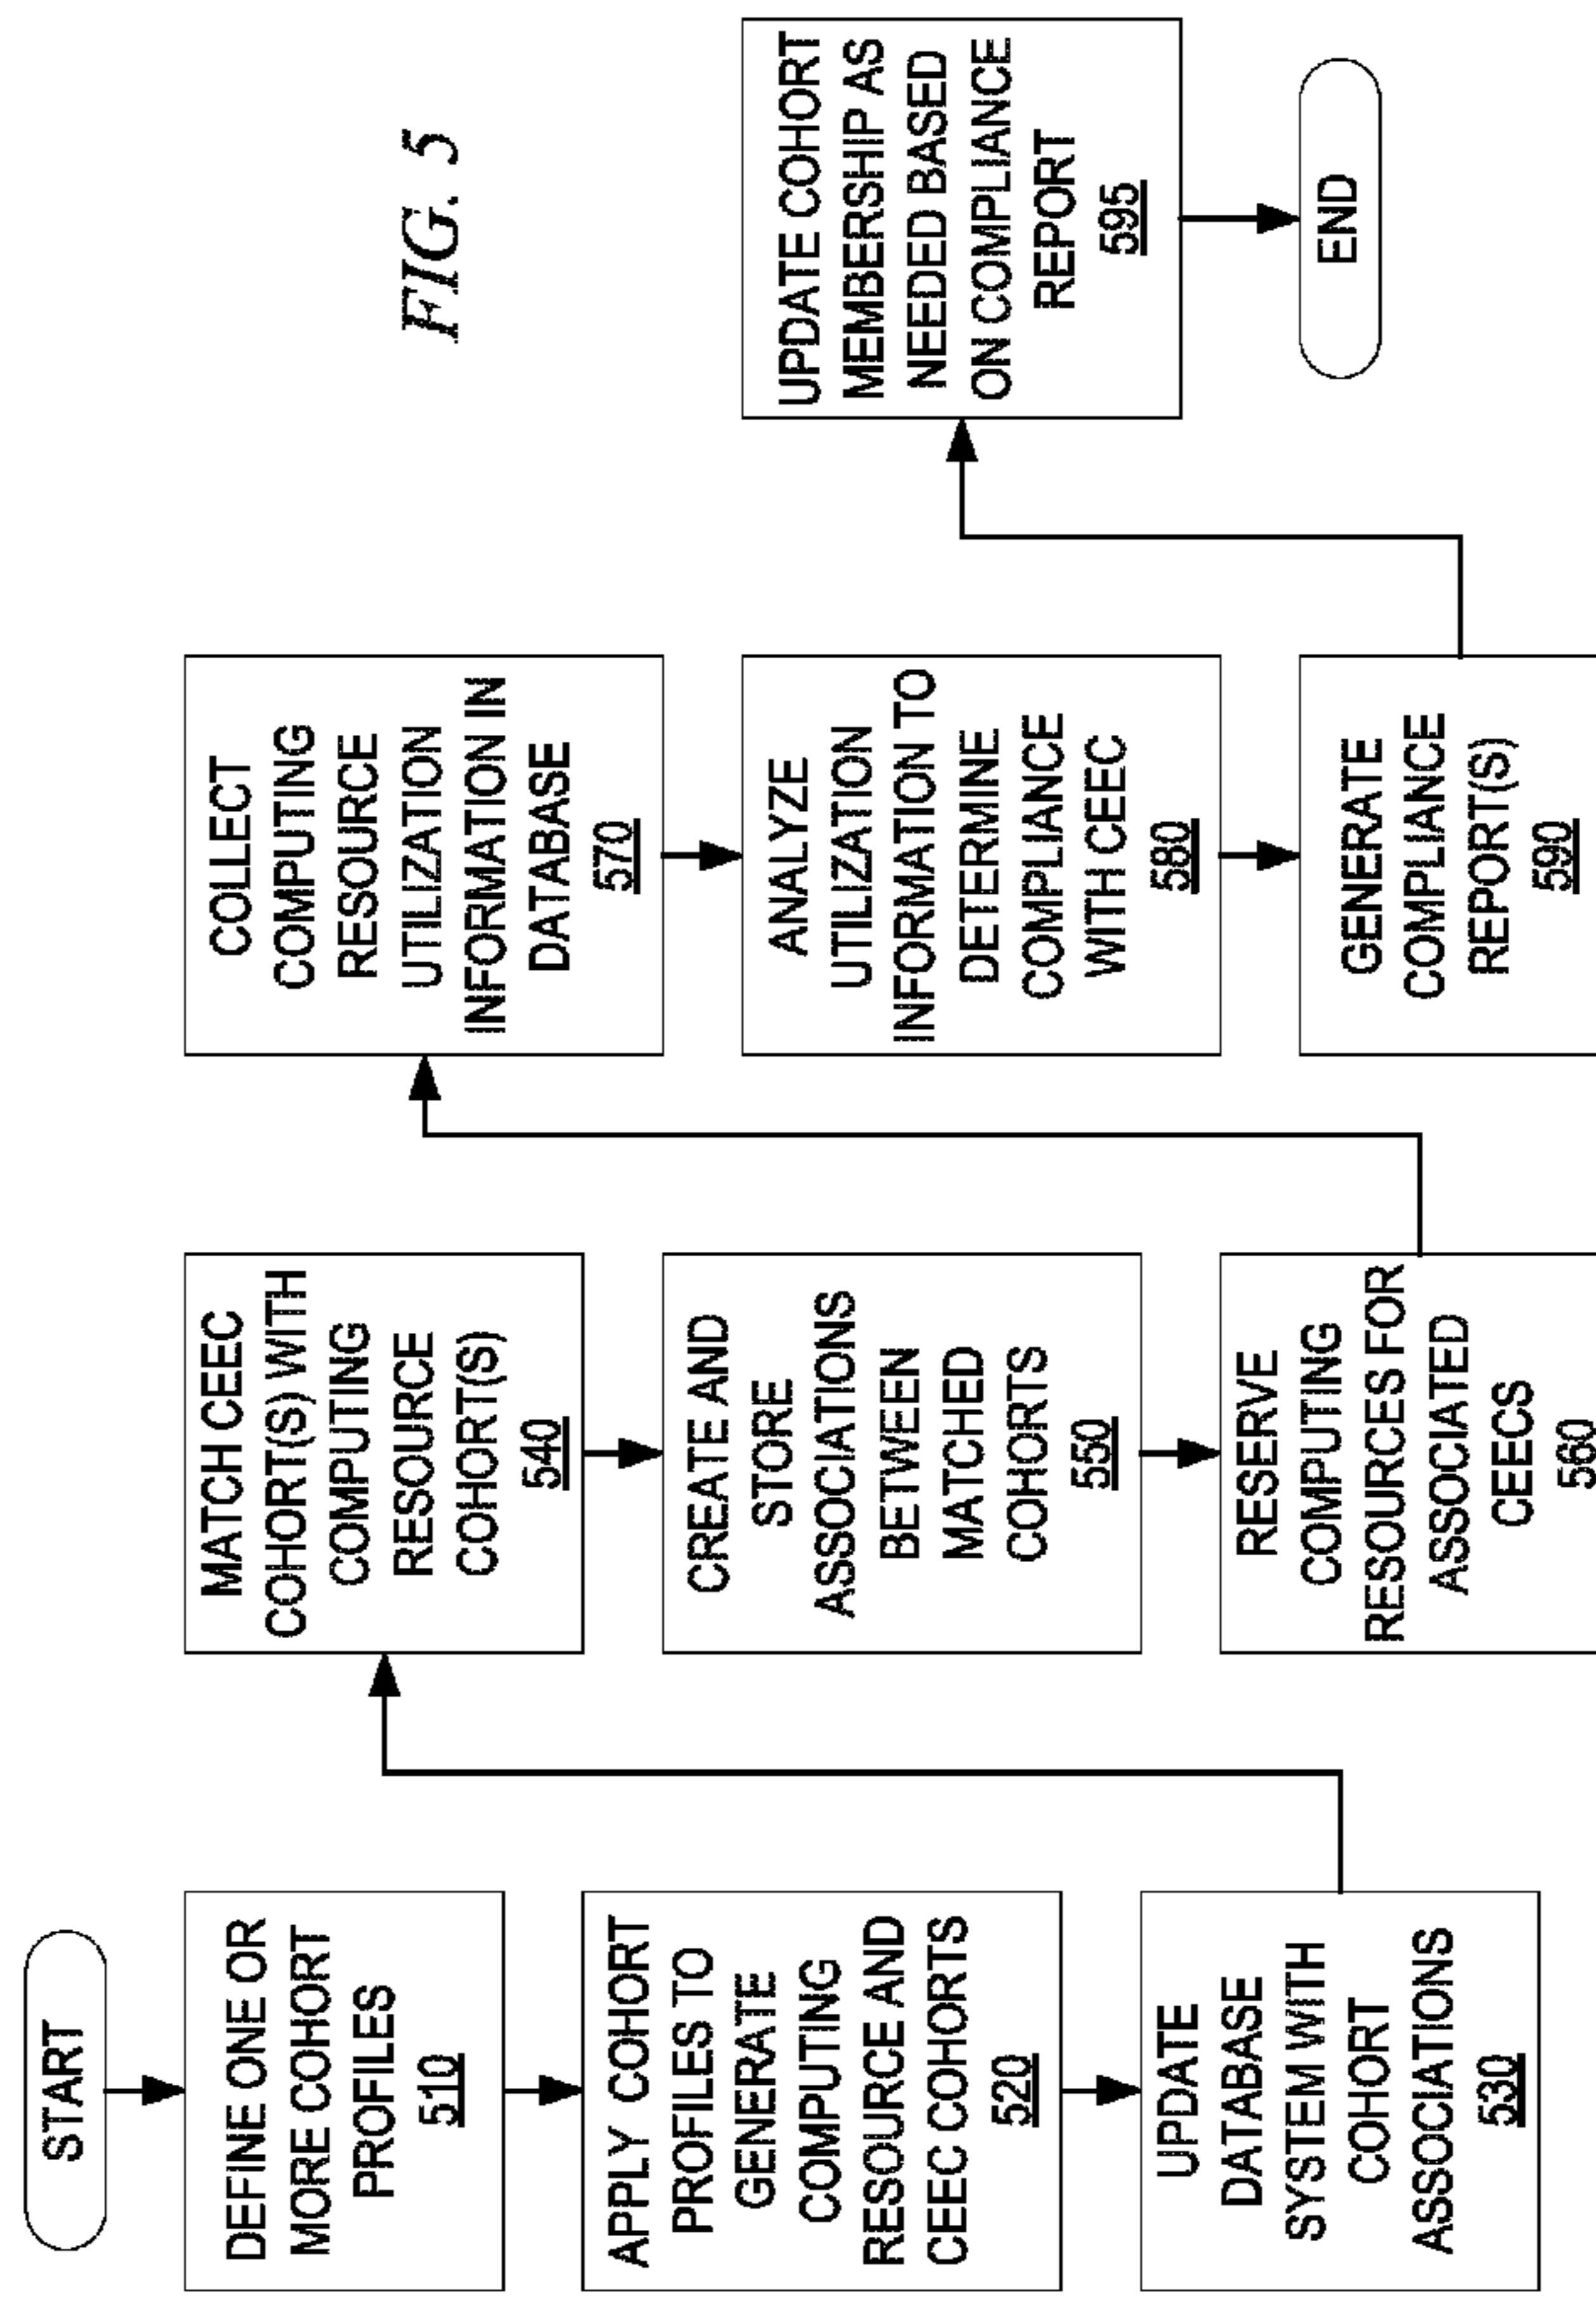 FIG. 5
START
DEFINE ONE OR
MORE COHORT
PROFILES
510
APPLY COHORT
PROFILES TO
GENERATE
COMPUTING
RESOURCE AND
CEEC COHORTS
520
UPDATE
DATABASE
SYSTEM WITH
COHORT
ASSOCIATIONS
530
MATCH CEEC
COHORT(S) WITH
COMPUTING
RESOURCE
COHORT(S)
540
CREATE AND
STORE
ASSOCIATIONS
BETWEEN
MATCHED
COHORTS
550
RESERVE
COMPUTING
RESOURCES FOR
ASSOCIATED
CEECS
560
COLLECT
COMPUTING
RESOURCE
UTILIZATION
INFORMATION IN
DATABASE
570
ANALYZE
UTILIZATION
INFORMATION TO
DETERMINE
COMPLIANCE
WITH CEEC
580
GENERATE
COMPLIANCE
REPORT(S)
590
UPDATE COHORT
MEMBERSHIP AS
NEEDED BASED
ON COMPLIANCE
REPORT
595
END